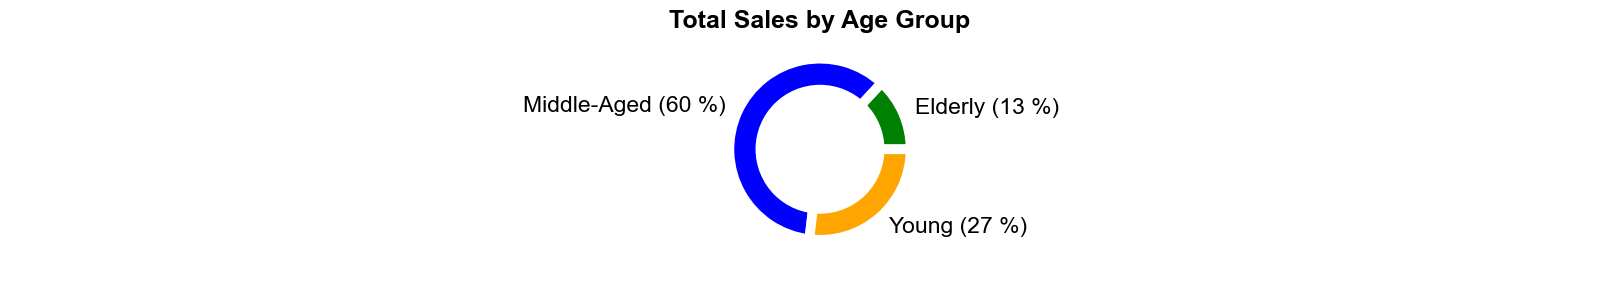 Total Sales by Age Group
Middle-Aged (60 %)
Elderly (13 %)
Young (27 %)